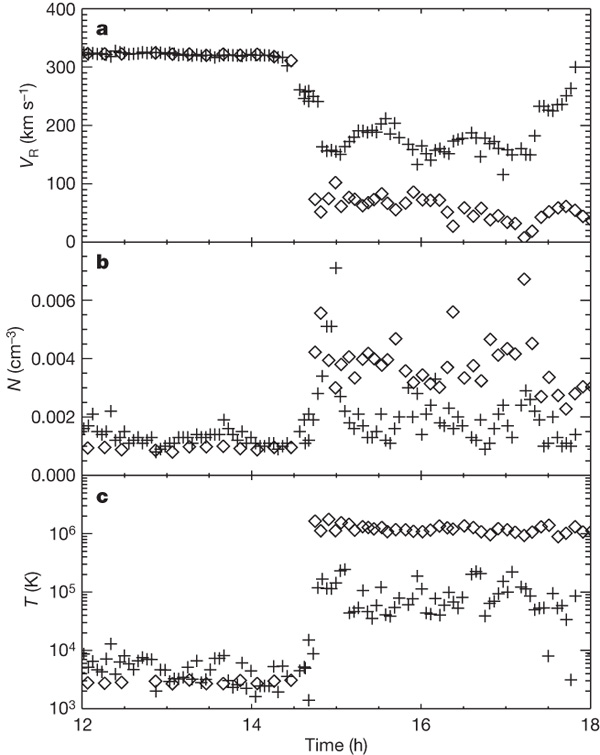 400
a
300
200
100
0
V_R (km s⁻¹)
b
0.006
0.004
0.002
0.000
N (cm⁻³)
c
10⁶
10⁵
10⁴
10³
T (K)
12 14 16 18
Time (h)